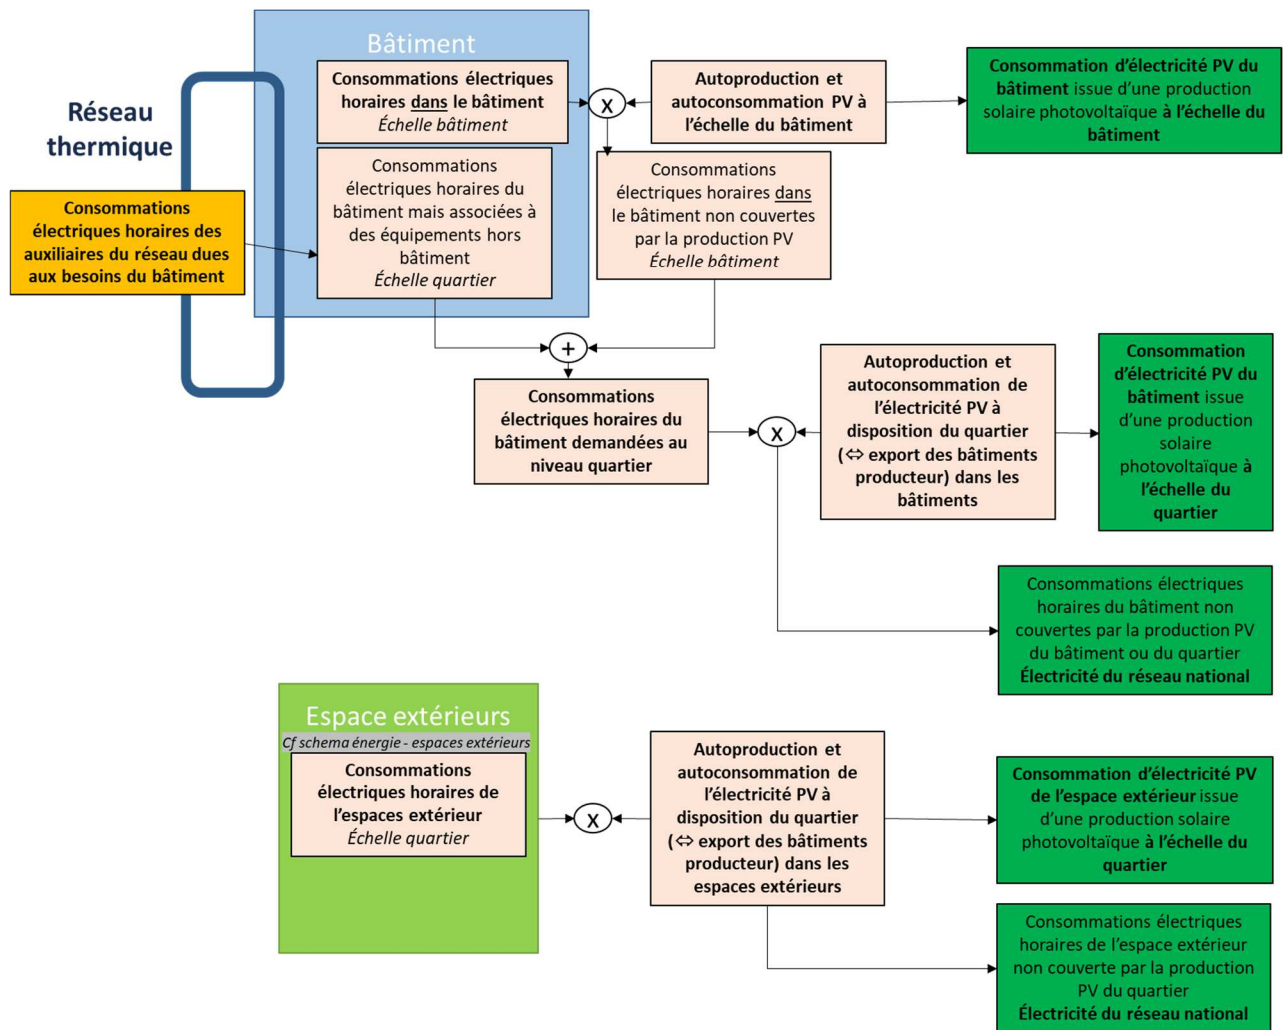 Bâtiment
Réseau
thermique
Consommations électriques
horaires dans le bâtiment
Échelle bâtiment
X
Autoproduction et
autoconsommation PV à
l’échelle du bâtiment
Consommation d’électricité PV du
bâtiment issue d’une production
solaire photovoltaïque à l’échelle du
bâtiment
Consommations
électriques horaires des
auxiliaires du réseau dues
aux besoins du bâtiment
Consommations
électriques horaires du
bâtiment mais associées à
des équipements hors
bâtiment
Échelle quartier
Consommations
électriques horaires dans
le bâtiment non couvertes
par la production PV
Échelle bâtiment
+
Consommations
électriques horaires du
bâtiment demandées au
niveau quartier
X
Autoproduction et
autoconsommation de
l’électricité PV à
disposition du quartier
(⇔ export des bâtiments
producteur) dans les
bâtiments
Consommation
d’électricité PV du
bâtiment issue
d’une production
solaire
photovoltaïque à
l’échelle du
quartier
Consommations électriques
horaires du bâtiment non
couvertes par la production PV
du bâtiment ou du quartier
Électricité du réseau national
Espace extérieurs
Cf schema énergie - espaces extérieurs
Consommations
électriques horaires de
l’espaces extérieur
Échelle quartier
X
Autoproduction et
autoconsommation de
l’électricité PV à
disposition du quartier
(⇔ export des bâtiments
producteur) dans les
espaces extérieurs
Consommation d’électricité PV
de l’espace extérieur issue
d’une production solaire
photovoltaïque à l’échelle du
quartier
Consommations électriques
horaires de l’espace extérieur
non couverte par la production
PV du quartier
Électricité du réseau national